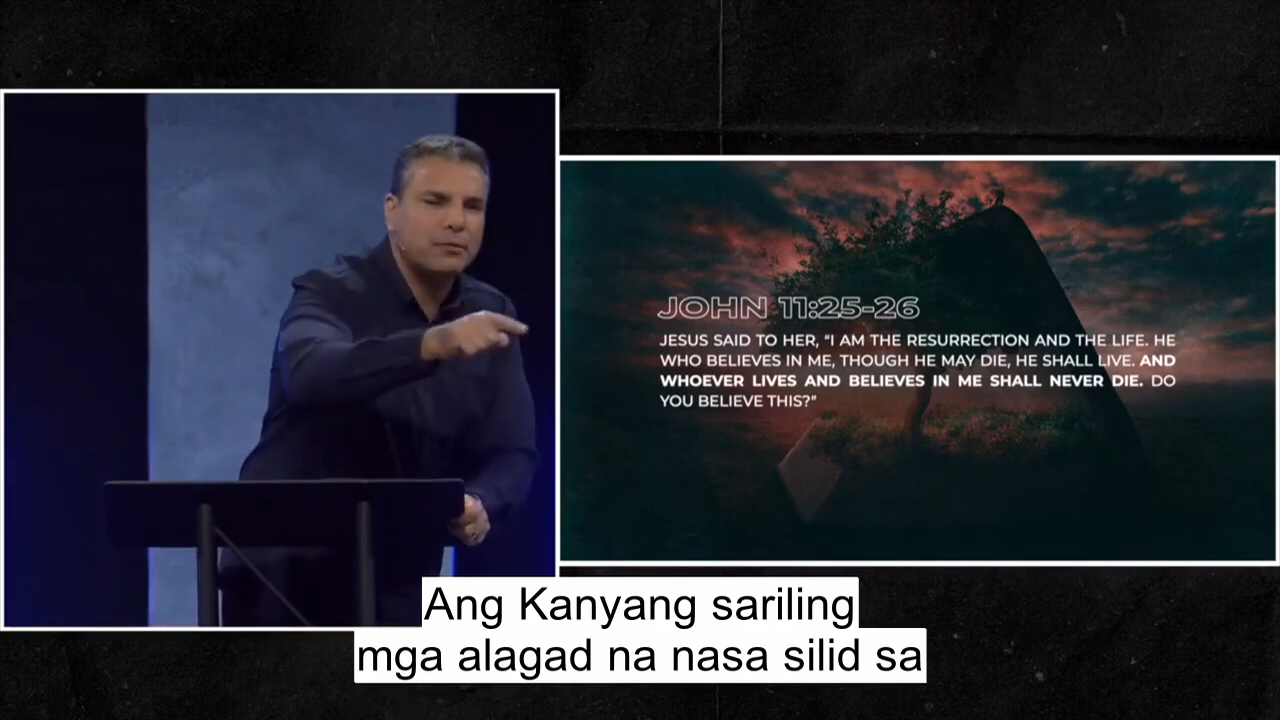 JOHN 11:25-26
JESUS SAID TO HER, "I AM THE RESURRECTION AND THE LIFE. HE
WHO BELIEVES IN ME, THOUGH HE MAY DIE, HE SHALL LIVE. AND
WHOEVER LIVES AND BELIEVES IN ME SHALL NEVER DIE. DO
YOU BELIEVE THIS?"
Ang Kanyang sariling
mga alagad na nasa silid sa